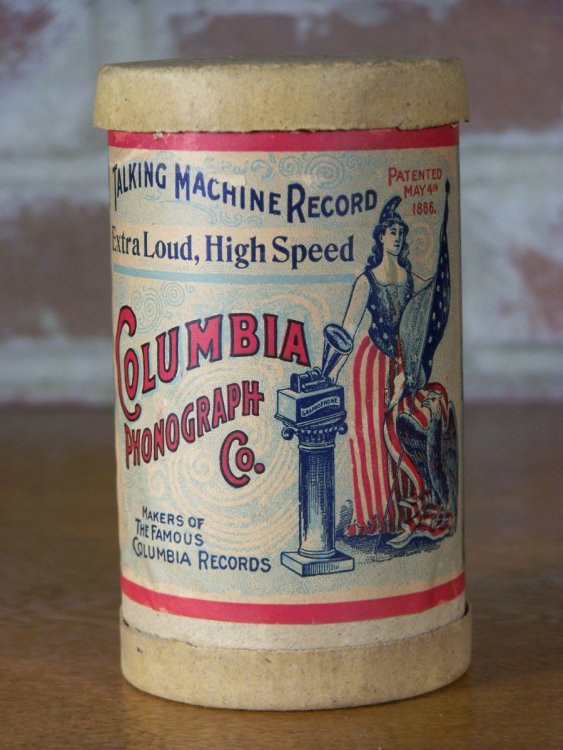 TALKING MACHINE RECORD
PATENTED
MAY 4TH
1886.
Extra Loud, High Speed
COLUMBIA
PHONOGRAPH
CO.
GRAPHOPHONE
MAKERS OF
THE FAMOUS
COLUMBIA RECORDS